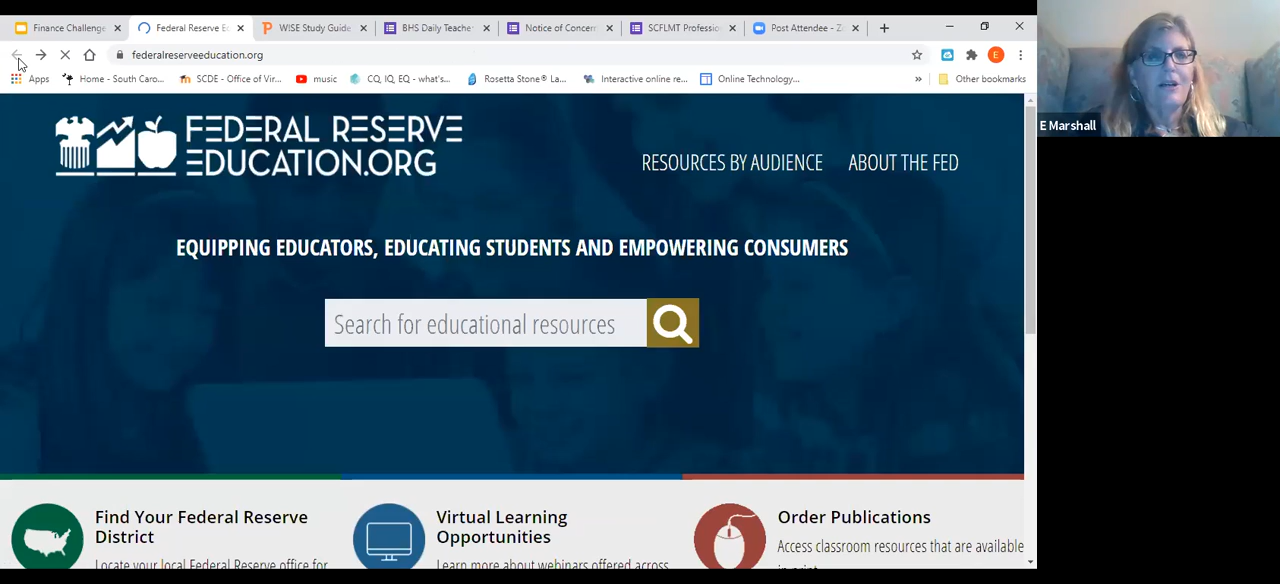 Finance Challenge
Federal Reserve E
WISE Study Guide
BHS Daily Teache
Notice of Concern
SCFLMT Professio
Post Attendee - Z
federalreserveeducation.org
E
Apps
Home - South Caro...
SCDE - Office of Vir...
music
CQ, IQ, EQ - what's...
Rosetta Stone® La...
Interactive online re...
Online Technology...
»
Other bookmarks
E Marshall
FEDERAL RESERVE
EDUCATION.ORG
RESOURCES BY AUDIENCE
ABOUT THE FED
EQUIPPING EDUCATORS, EDUCATING STUDENTS AND EMPOWERING CONSUMERS
Search for educational resources
Find Your Federal Reserve
District
Locate your local Federal Reserve office for
Virtual Learning
Opportunities
Learn more about webinars offered across
Order Publications
Access classroom resources that are available
in print